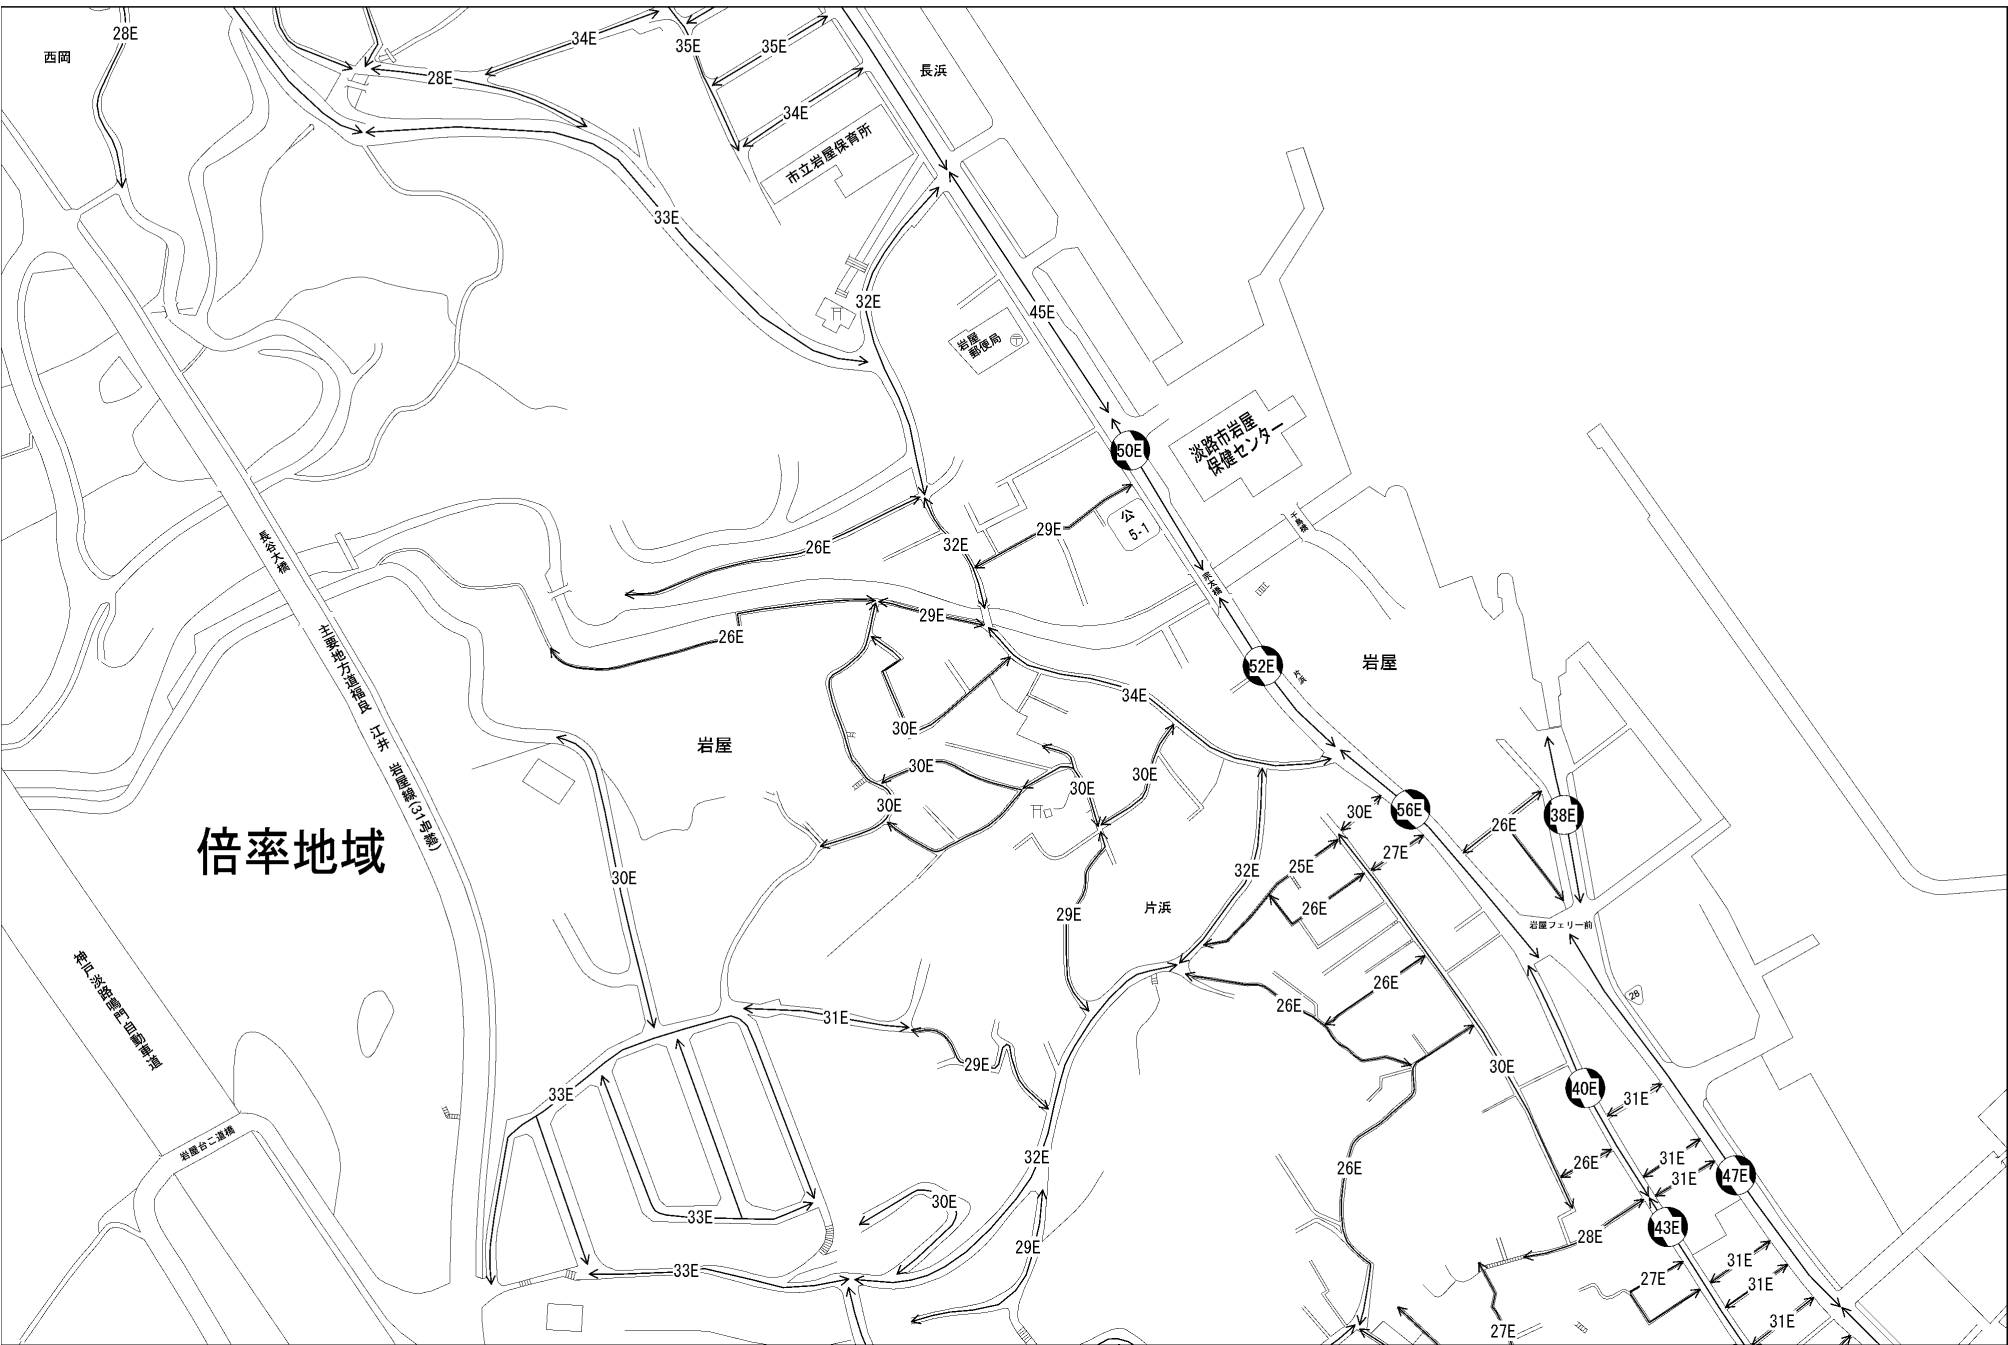 28E
西岡
34E
35E
35E
長浜
28E
34E
市立岩屋保育所
33E
32E
45E
岩屋
郵便局
50E
淡路市岩屋
保健センター
公
5-1
29E
32E
26E
長谷大橋
29E
26E
52E
岩屋
34E
30E
岩屋
主要地方道福良 江井 岩屋線(31号線)
30E
30E
30E
30E
56E
30E
38E
26E
27E
倍率地域
30E
32E
25E
26E
29E
片浜
岩屋フェリー前
神戸淡路鳴門自動車道
26E
28
26E
31E
29E
30E
40E
31E
33E
岩屋台こ道橋
32E
26E
26E
31E
31E
47E
30E
33E
43E
28E
29E
33E
31E
27E
31E
31E
27E